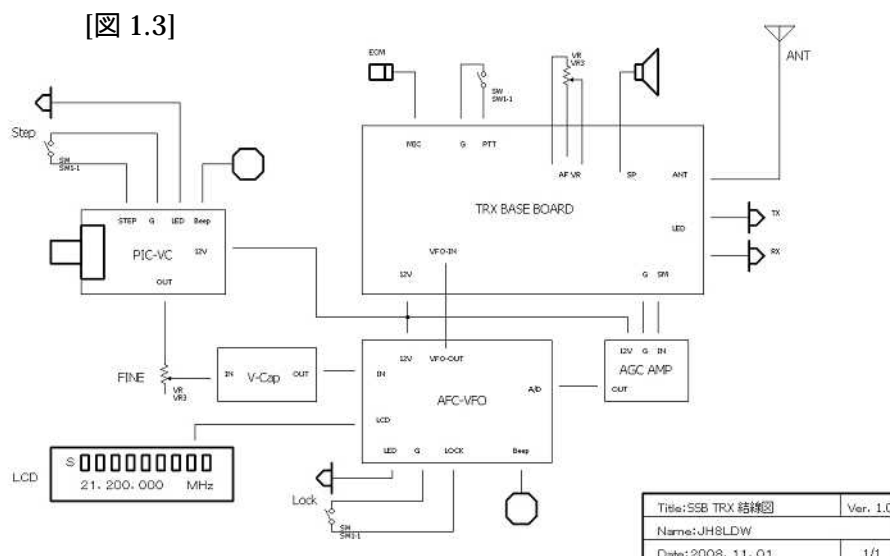 [図 1.3]
ECM
VR
VR3
ANT
SW
SW1-1
Step
SW
SW1-1
MIC
G
PTT
AF VR
SP
ANT
TRX BASE BOARD
TX
STEP
G
LED
Beep
LED
PIC-VC
12V
VFO-IN
RX
12V
G
SM
OUT
12V
VFO-OUT
12V
G
IN
FINE
VR
VR3
IN
V-Cap
OUT
IN
AGC AMP
A/D
OUT
AFC-VFO
LCD
LED
G
LOCK
Beep
LCD
S
21.200.000 MHz
Lock
SW
SW1-1
Title:SSB TRX 結線図
Ver. 1.0
Name:JH8LDW
Date:2008.11.01
1/1